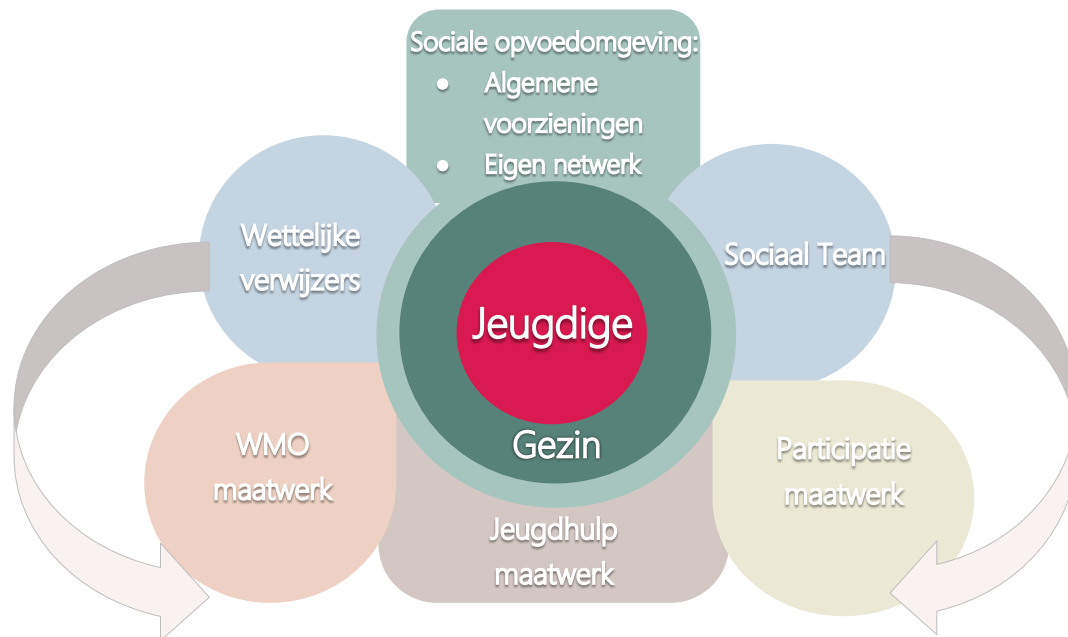 Sociale opvoedomgeving:
• Algemene
voorzieningen
• Eigen netwerk
Wettelijke
verwijzers
Sociaal Team
Jeugdige
Gezin
WMO
maatwerk
Participatie
maatwerk
Jeugdhulp
maatwerk